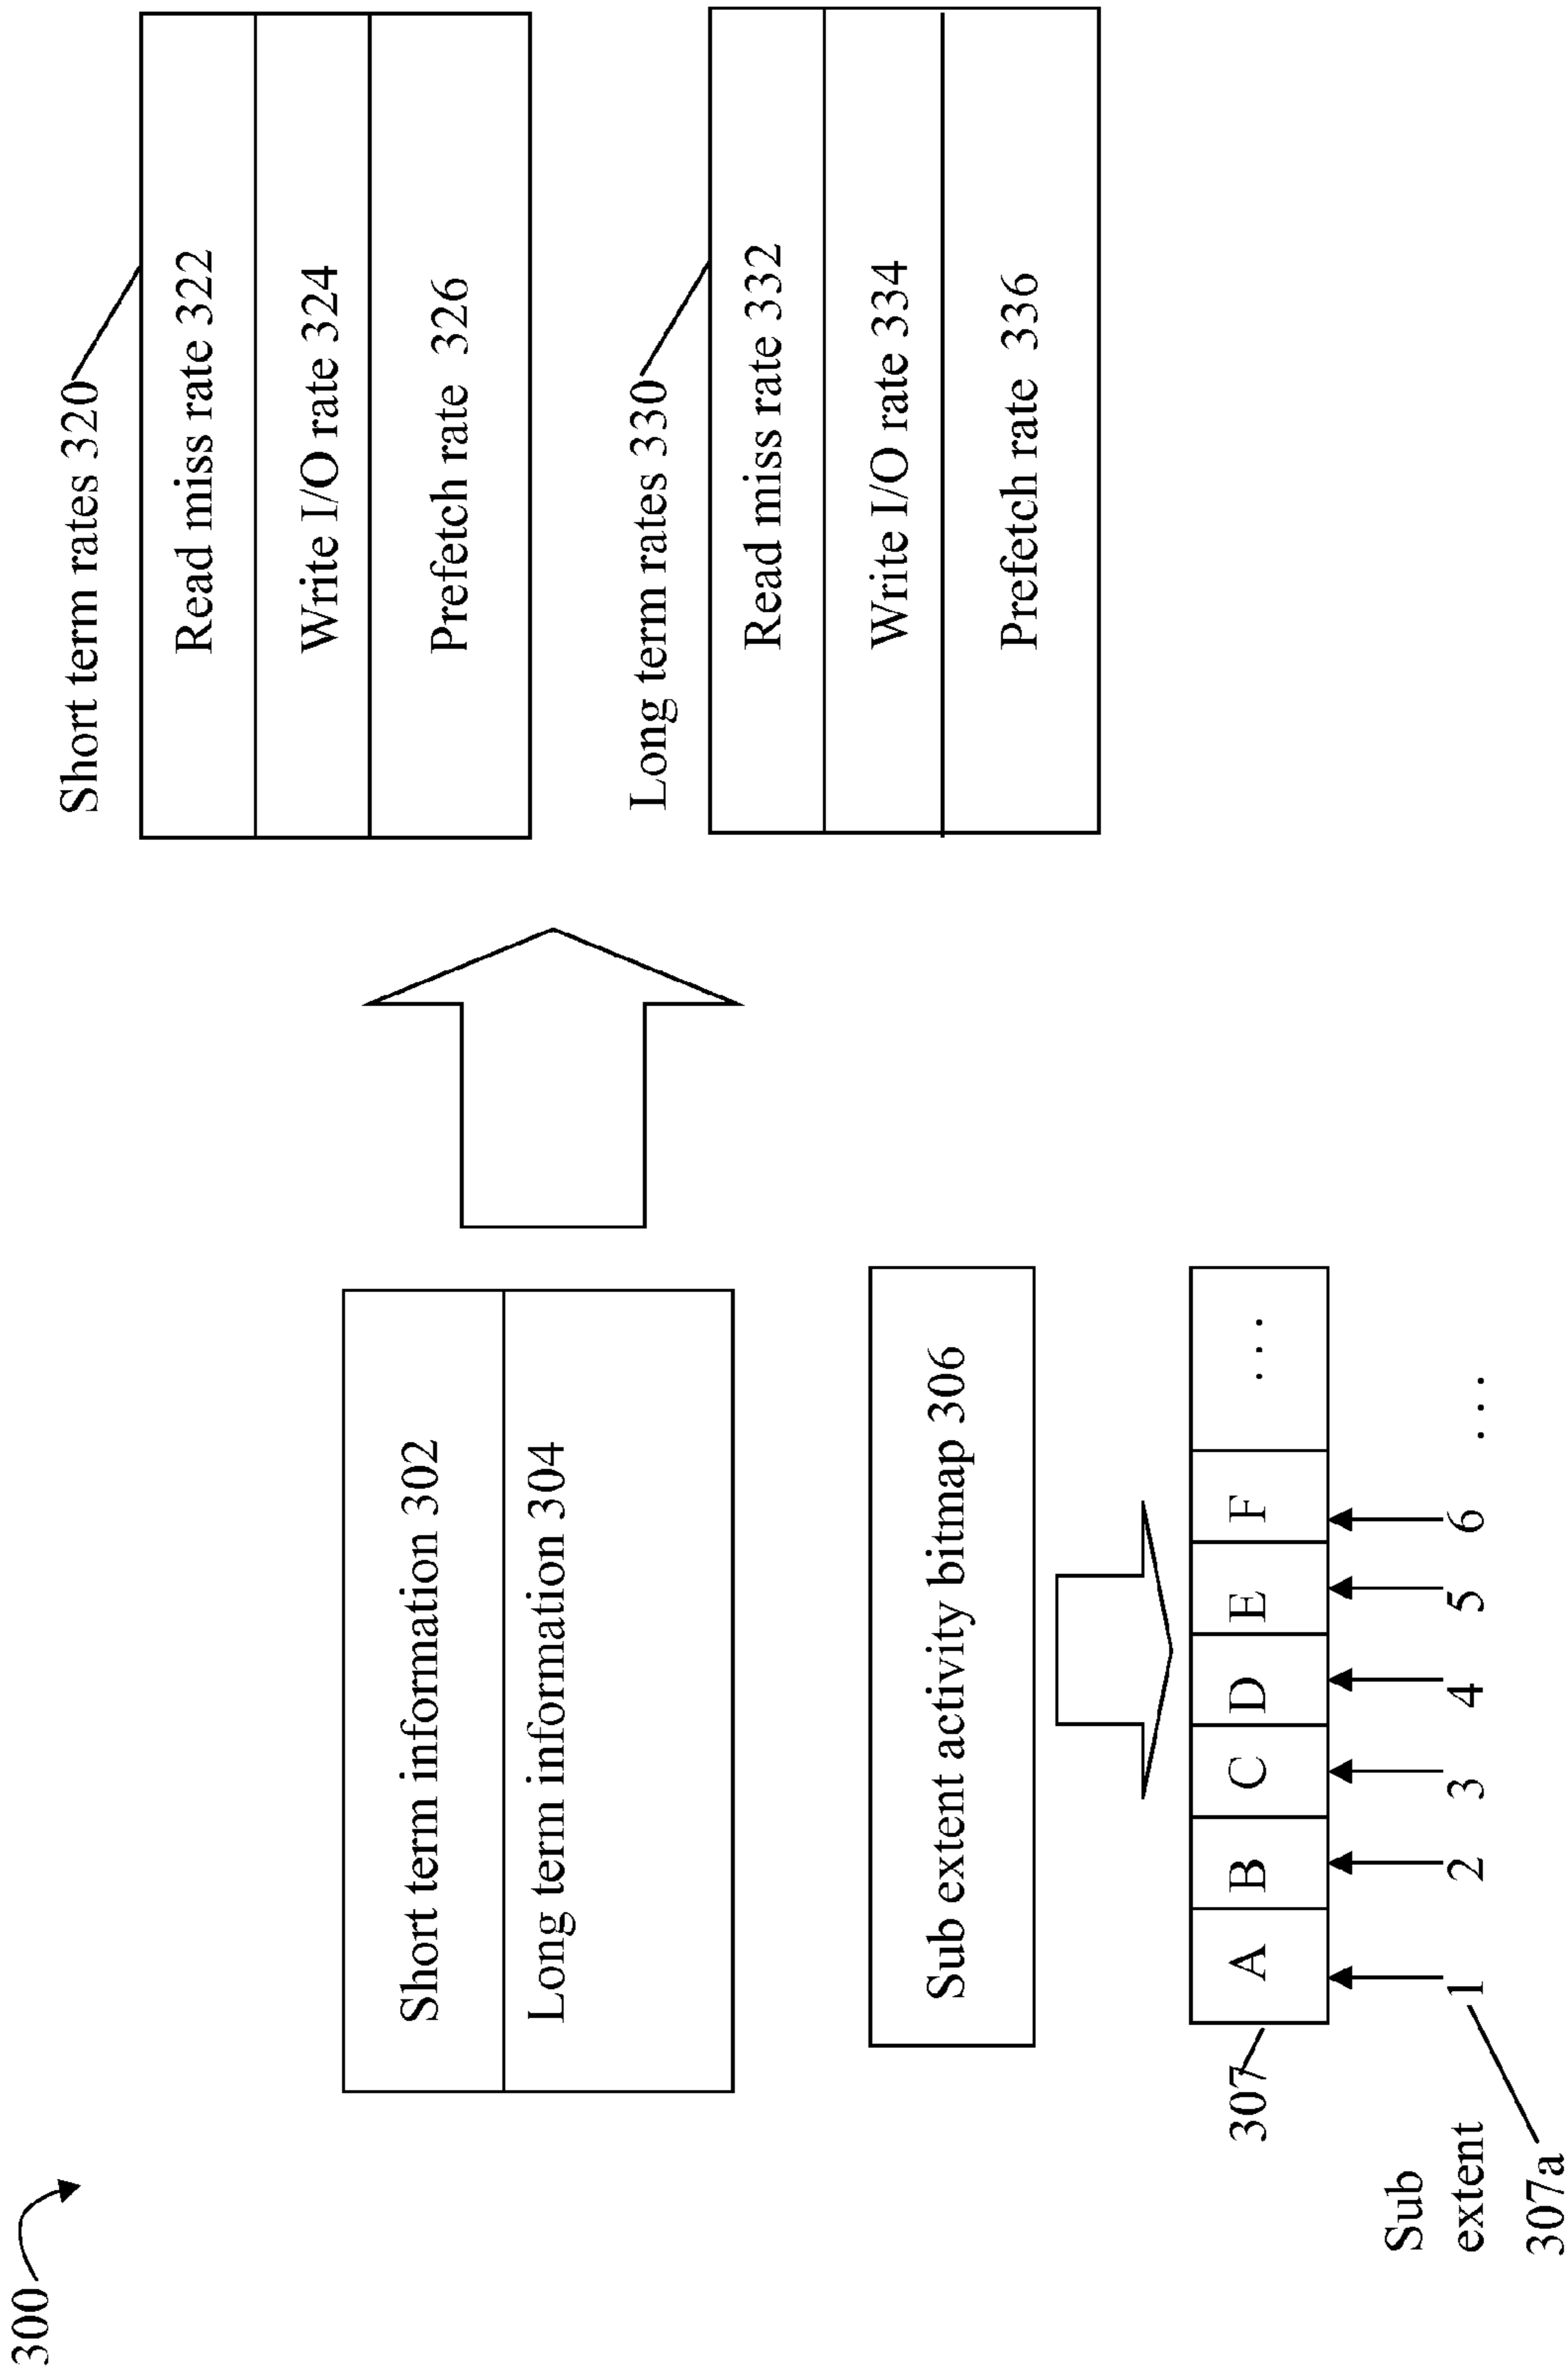 300
Short term rates 320
Read miss rate 322
Write I/O rate 324
Prefetch rate 326
Short term information 302
Long term information 304
Long term rates 330
Read miss rate 332
Write I/O rate 334
Prefetch rate 336
Sub extent activity bitmap 306
307
A B C D E F ...
Sub
extent
1 2 3 4 5 6 ...
307a